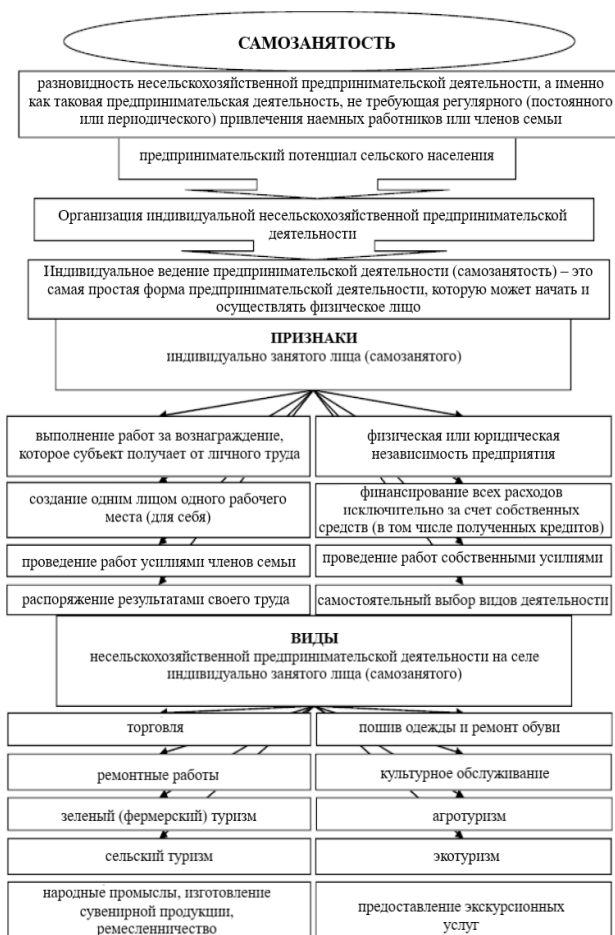 САМОЗАНЯТОСТЬ
разновидность несельскохозяйственной предпринимательской деятельности, а именно
как таковая предпринимательская деятельность, не требующая регулярного (постоянного
или периодического) привлечения наемных работников или членов семьи
предпринимательский потенциал сельского населения
Организация индивидуальной несельскохозяйственной предпринимательской
деятельности
Индивидуальное ведение предпринимательской деятельности (самозанятость) – это
самая простая форма предпринимательской деятельности, которую может начать и
осуществлять физическое лицо
ПРИЗНАКИ
индивидуально занятого лица (самозанятого)
выполнение работ за вознаграждение,
которое субъект получает от личного труда
физическая или юридическая
независимость предприятия
создание одним лицом одного рабочего
места (для себя)
финансирование всех расходов
исключительно за счет собственных
средств (в том числе полученных кредитов)
проведение работ усилиями членов семьи
проведение работ собственными усилиями
распоряжение результатами своего труда
самостоятельный выбор видов деятельности
ВИДЫ
несельскохозяйственной предпринимательской деятельности на селе
индивидуально занятого лица (самозанятого)
торговля
пошив одежды и ремонт обуви
ремонтные работы
культурное обслуживание
зеленый (фермерский) туризм
агротуризм
сельский туризм
экотуризм
народные промыслы, изготовление
сувенирной продукции,
ремесленничество
предоставление экскурсионных
услуг